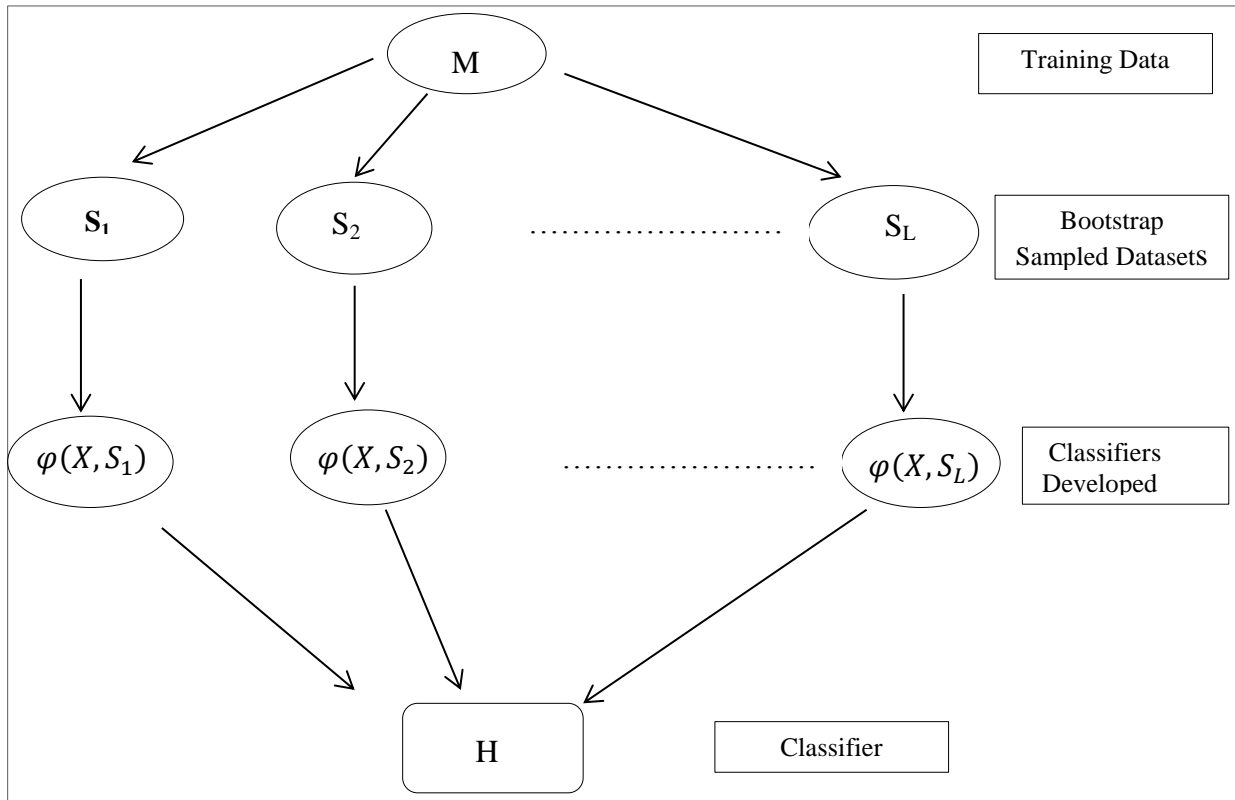 M
Training Data
S₁
S₂
....................
S_L
Bootstrap
Sampled Datasets
φ(X, S₁)
φ(X, S₂)
....................
φ(X, S_L)
Classifiers
Developed
H
Classifier